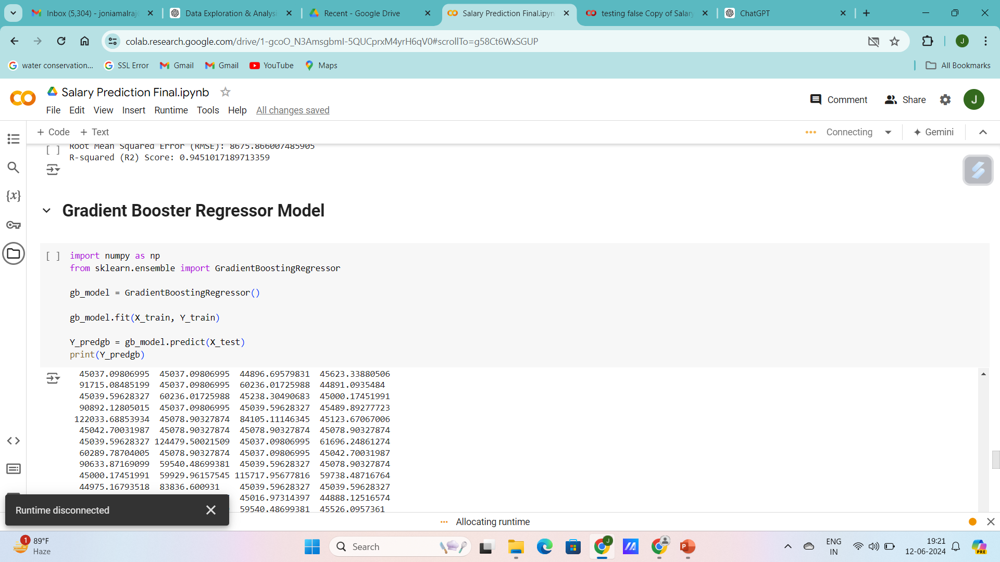 Inbox (5,304) - joniamalraj
Data Exploration & Analysi
Recent - Google Drive
Salary Prediction Final.ipyn
testing false Copy of Salary
ChatGPT
colab.research.google.com/drive/1-gcoO_N3AmsgbmI-5QUCprxM4yrH6qV0#scrollTo=g58Ct6WxSGUP
J
water conservation...
SSL Error
Gmail
Gmail
YouTube
Maps
All Bookmarks
Salary Prediction Final.ipynb
Comment
Share
J
File Edit View Insert Runtime Tools Help All changes saved
+ Code + Text
Connecting
Gemini
[ ]
Root Mean Squared Error (RMSE): 8675.866007485905
R-squared (R2) Score: 0.9451017189713359
{x}
Gradient Booster Regressor Model
[ ]
import numpy as np
from sklearn.ensemble import GradientBoostingRegressor
gb_model = GradientBoostingRegressor()
gb_model.fit(X_train, Y_train)
Y_predgb = gb_model.predict(X_test)
print(Y_predgb)
45037.09806995 45037.09806995 44896.69579831 45623.33880506
91715.08485199 45037.09806995 60236.01725988 44891.0935484
45039.59628327 60236.01725988 45238.30490683 45000.17451991
90892.12805015 45037.09806995 45039.59628327 45489.89277723
122033.68853934 45078.90327874 84105.11146345 45123.67067006
45042.70031987 45078.90327874 45078.90327874 45078.90327874
45039.59628327 124479.50021509 45037.09806995 61696.24861274
60289.78704005 45078.90327874 45037.09806995 45042.70031987
90633.87169099 59540.48699381 45039.59628327 45078.90327874
45000.17451991 59929.96157545 115717.95677816 59738.48716764
44975.16793518 83836.600931 45039.59628327 45039.59628327
45016.97314397 44888.12516574
59540.48699381 45526.0957361
Runtime disconnected
Allocating runtime
1
89°F
Haze
Search
J
P
ENG
IN
19:21
12-06-2024
PRE